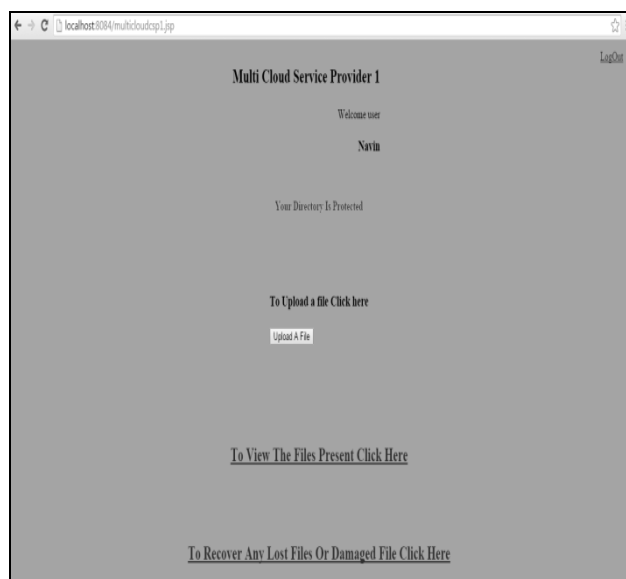 localhost:8084/multicloudcsp1.jsp
LogOut
Multi Cloud Service Provider 1
Welcome user
Navin
Your Directory Is Protected
To Upload a file Click here
Upload A File
To View The Files Present Click Here
To Recover Any Lost Files Or Damaged File Click Here